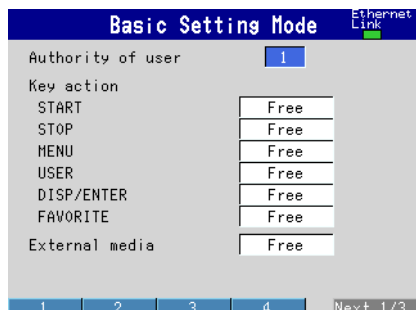 Basic Setting Mode
Ethernet
Link
Authority of user 1
Key action
START Free
STOP Free
MENU Free
USER Free
DISP/ENTER Free
FAVORITE Free
External media Free
1 2 3 4 Next 1/3